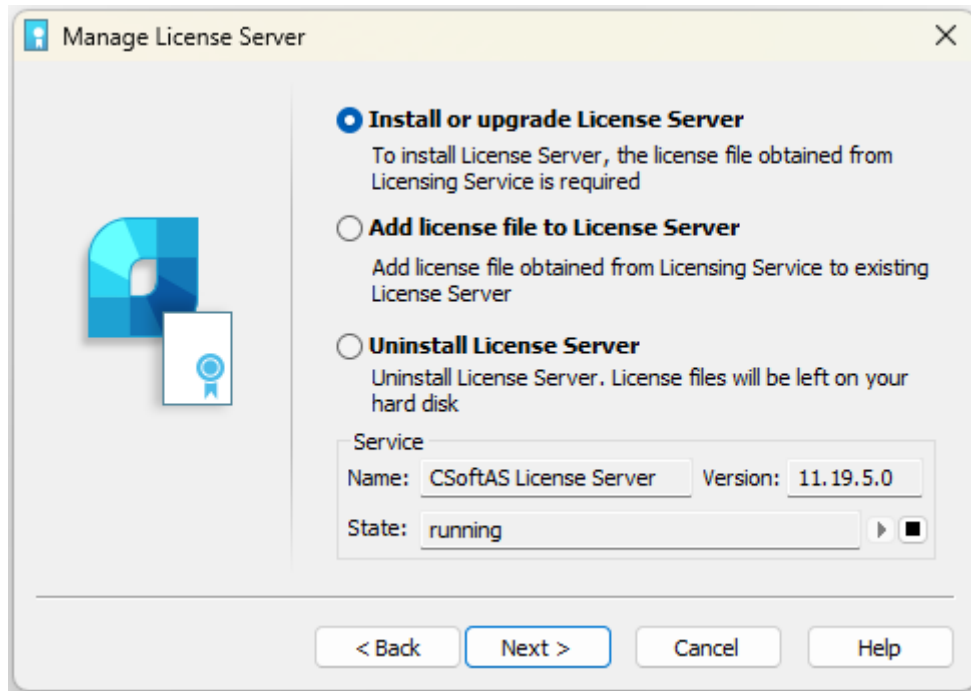 Manage License Server
Install or upgrade License Server
To install License Server, the license file obtained from
Licensing Service is required
Add license file to License Server
Add license file obtained from Licensing Service to existing
License Server
Uninstall License Server
Uninstall License Server. License files will be left on your
hard disk
Service
Name: CSoftAS License Server Version: 11.19.5.0
State: running
< Back Next > Cancel Help